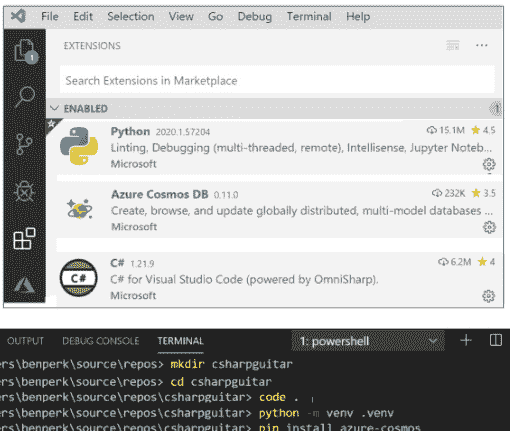 File Edit Selection View Go Debug Terminal Help
EXTENSIONS
1
Search Extensions in Marketplace
ENABLED 1
Python 2020.1.57204 15.1M 4.5
Linting, Debugging (multi-threaded, remote), Intellisense, Jupyter Noteb...
Microsoft
Azure Cosmos DB 0.11.0 232K 3.5
Create, browse, and update globally distributed, multi-model databases ...
Microsoft
C# C# 1.21.9 6.2M 4
C# for Visual Studio Code (powered by OmniSharp).
Microsoft
OUTPUT DEBUG CONSOLE TERMINAL 1: powershell
ers\benperk\source\repos> mkdir csharpguitar
ers\benperk\source\repos> cd csharpguitar
ers\benperk\source\repos\csharpguitar> code .
ers\benperk\source\repos\csharpguitar> python -m venv .venv
ers\benperk\source\repos\csharpguitar> pip install azure-cosmos